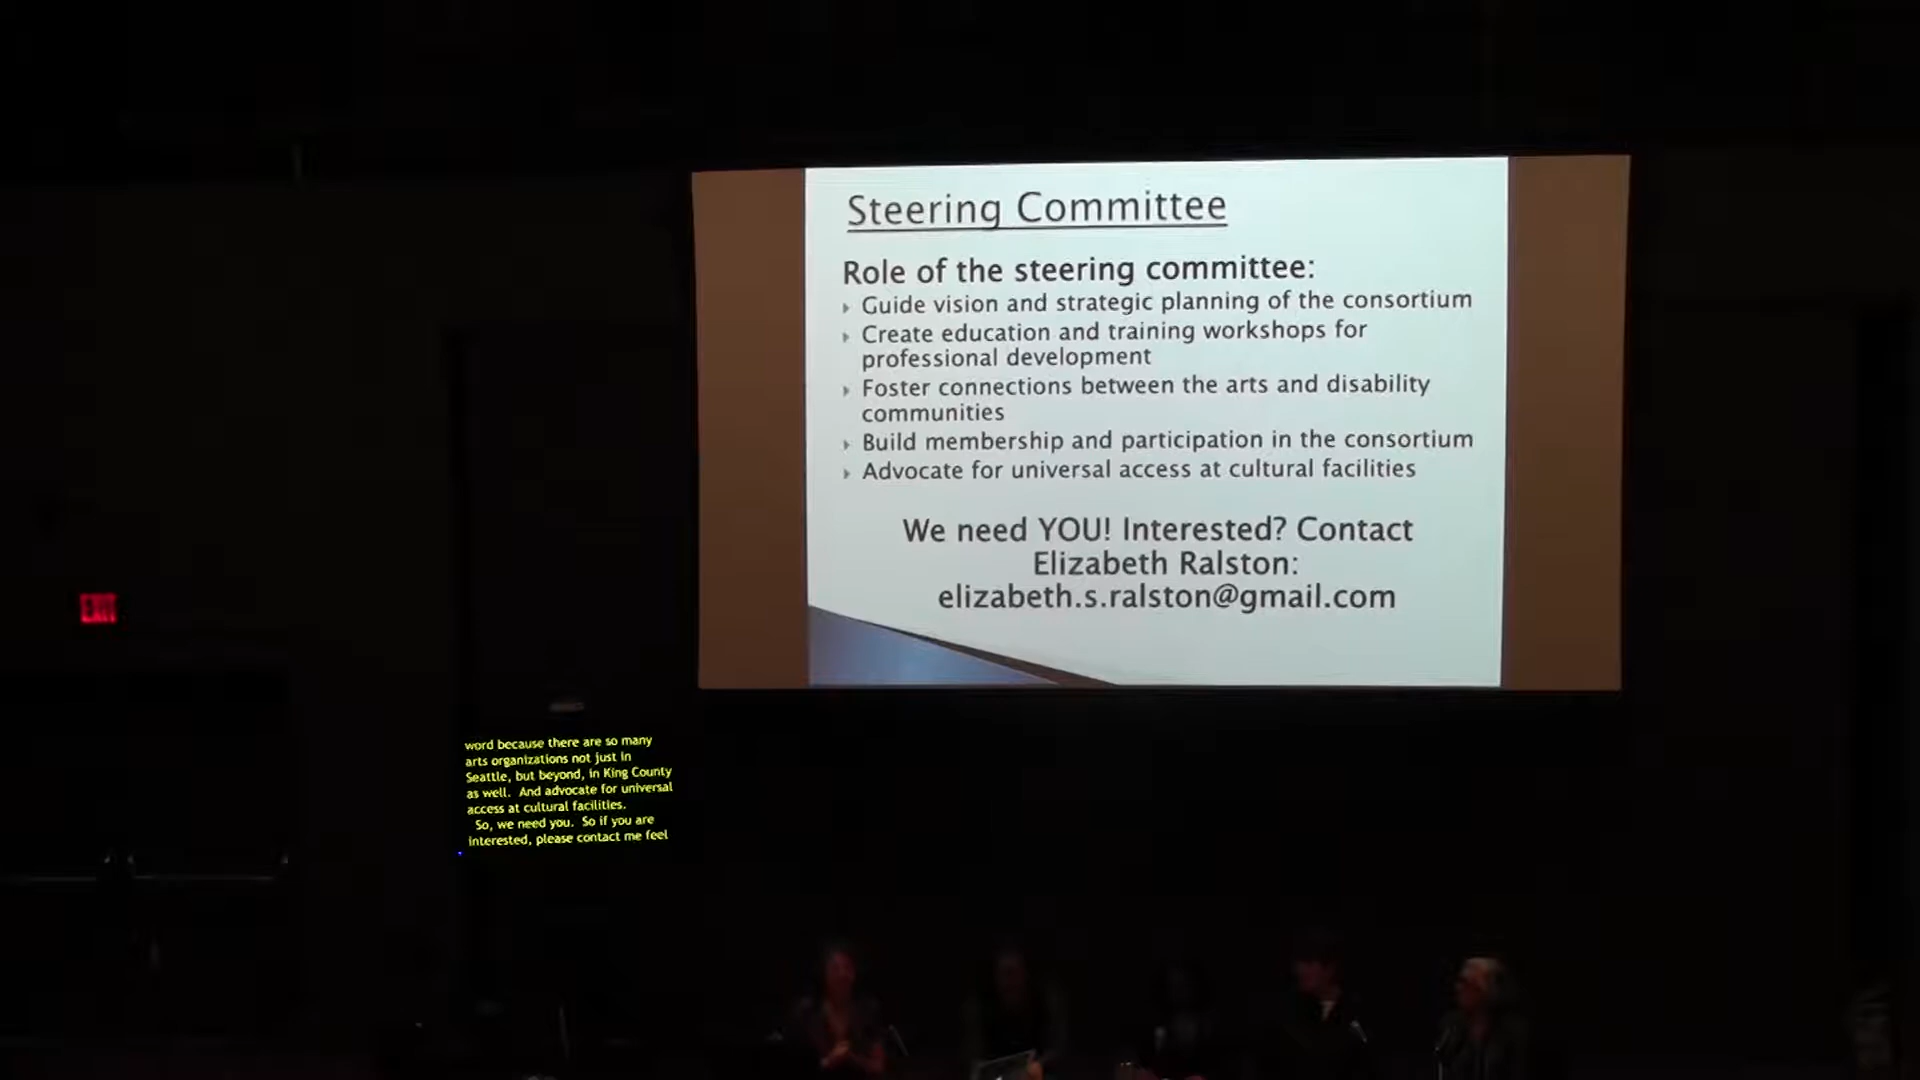 Steering Committee
Role of the steering committee:
Guide vision and strategic planning of the consortium
Create education and training workshops for
professional development
Foster connections between the arts and disability
communities
Build membership and participation in the consortium
Advocate for universal access at cultural facilities
We need YOU! Interested? Contact
Elizabeth Ralston:
elizabeth.s.ralston@gmail.com
EXIT
word because there are so many
arts organizations not just in
Seattle, but beyond, in King County
as well.  And advocate for universal
access at cultural facilities.
So, we need you.  So if you are
interested, please contact me feel